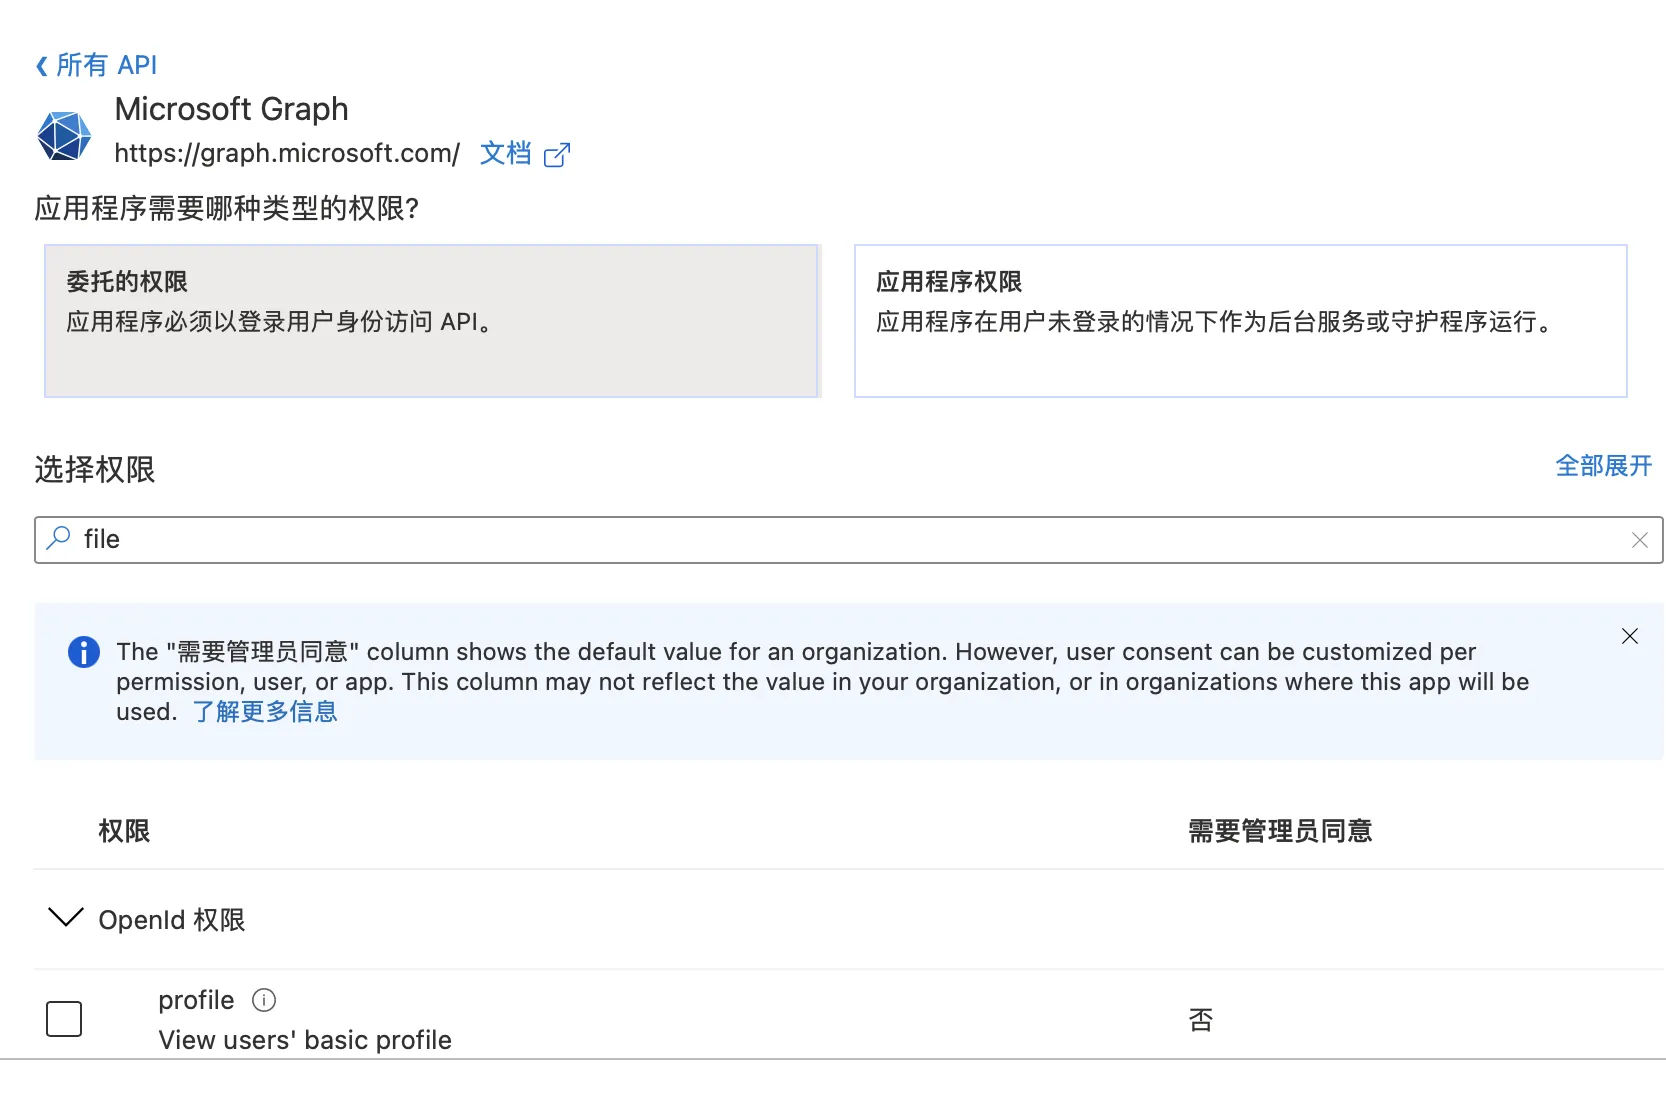 所有 API
Microsoft Graph
https://graph.microsoft.com/ 文档
应用程序需要哪种类型的权限?
委托的权限
应用程序必须以登录用户身份访问 API。
应用程序权限
应用程序在用户未登录的情况下作为后台服务或守护程序运行。
选择权限
全部展开
file
The "需要管理员同意" column shows the default value for an organization. However, user consent can be customized per
permission, user, or app. This column may not reflect the value in your organization, or in organizations where this app will be
used. 了解更多信息
权限
需要管理员同意
OpenId 权限
profile
View users' basic profile
否